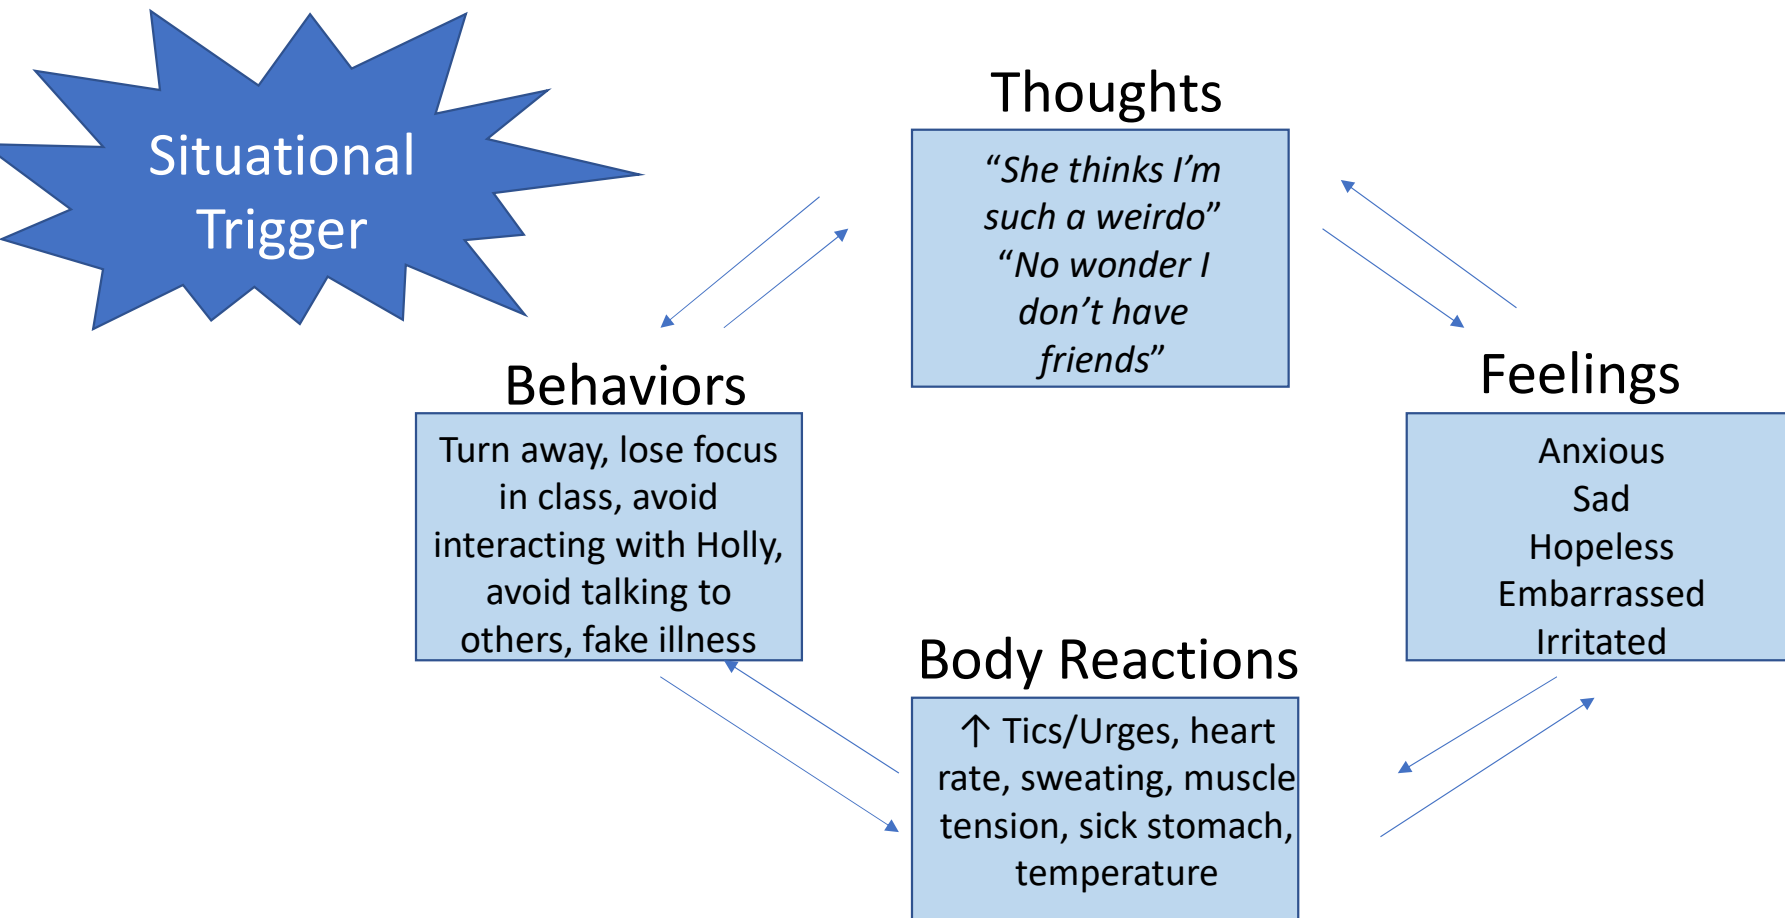 Situational
Trigger
Thoughts
“She thinks I’m
such a weirdo”
“No wonder I
don’t have
friends”
Behaviors
Turn away, lose focus
in class, avoid
interacting with Holly,
avoid talking to
others, fake illness
Feelings
Anxious
Sad
Hopeless
Embarrassed
Irritated
Body Reactions
↑ Tics/Urges, heart
rate, sweating, muscle
tension, sick stomach,
temperature